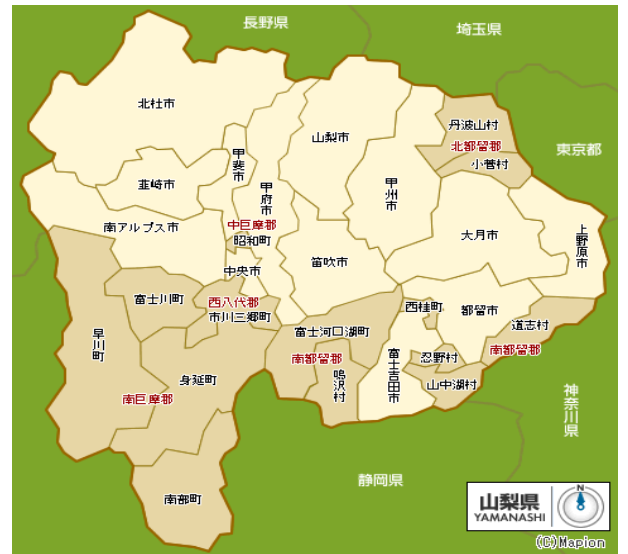 長野県
埼玉県
北杜市
丹波山村
山梨市
北都留郡
東京都
甲斐市
小菅村
韮崎市
甲府市
甲州市
南アルプス市
中巨摩郡
昭和町
大月市
上野原市
中央市
笛吹市
富士川町
西八代郡
市川三郷町
西桂町
都留市
道志村
早川町
富士河口湖町
南都留郡
忍野村
南都留郡
鳴沢村
富士吉田市
身延町
山中湖村
南巨摩郡
神奈川県
静岡県
南部町
山梨県
YAMANASHI
N
(C)Mapion